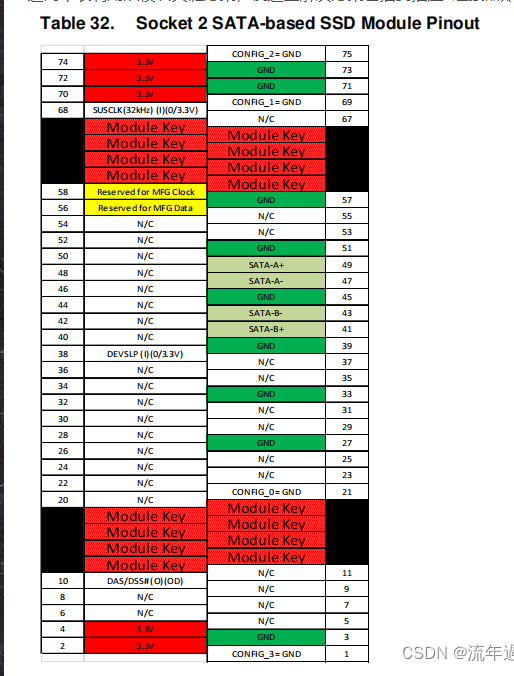 Table 32. Socket 2 SATA-based SSD Module Pinout
CONFIG_2= GND 75
74 3.3V
GND 73
72 3.3V
GND 71
70 3.3V
CONFIG_1= GND 69
68 SUSCLK(32kHz) (I)(0/3.3V)
N/C 67
Module Key
Module Key
Module Key
Module Key
Module Key
Module Key
Module Key
Module Key
58 Reserved for MFG Clock
GND 57
56 Reserved for MFG Data
N/C 55
54 N/C
N/C 53
52 N/C
GND 51
50 N/C
SATA-A+ 49
48 N/C
SATA-A- 47
46 N/C
GND 45
44 N/C
SATA-B- 43
42 N/C
SATA-B+ 41
40 N/C
GND 39
38 DEVSLP (I)(0/3.3V)
N/C 37
36 N/C
N/C 35
34 N/C
GND 33
32 N/C
N/C 31
30 N/C
N/C 29
28 N/C
GND 27
26 N/C
N/C 25
24 N/C
N/C 23
22 N/C
CONFIG_0= GND 21
20 N/C
Module Key
Module Key
Module Key
Module Key
Module Key
Module Key
Module Key
Module Key
N/C 11
10 DAS/DSS#(O)(OD)
N/C 9
8 N/C
N/C 7
6 N/C
N/C 5
4 3.3V
GND 3
2 3.3V
CONFIG_3= GND 1
CSDN @流年